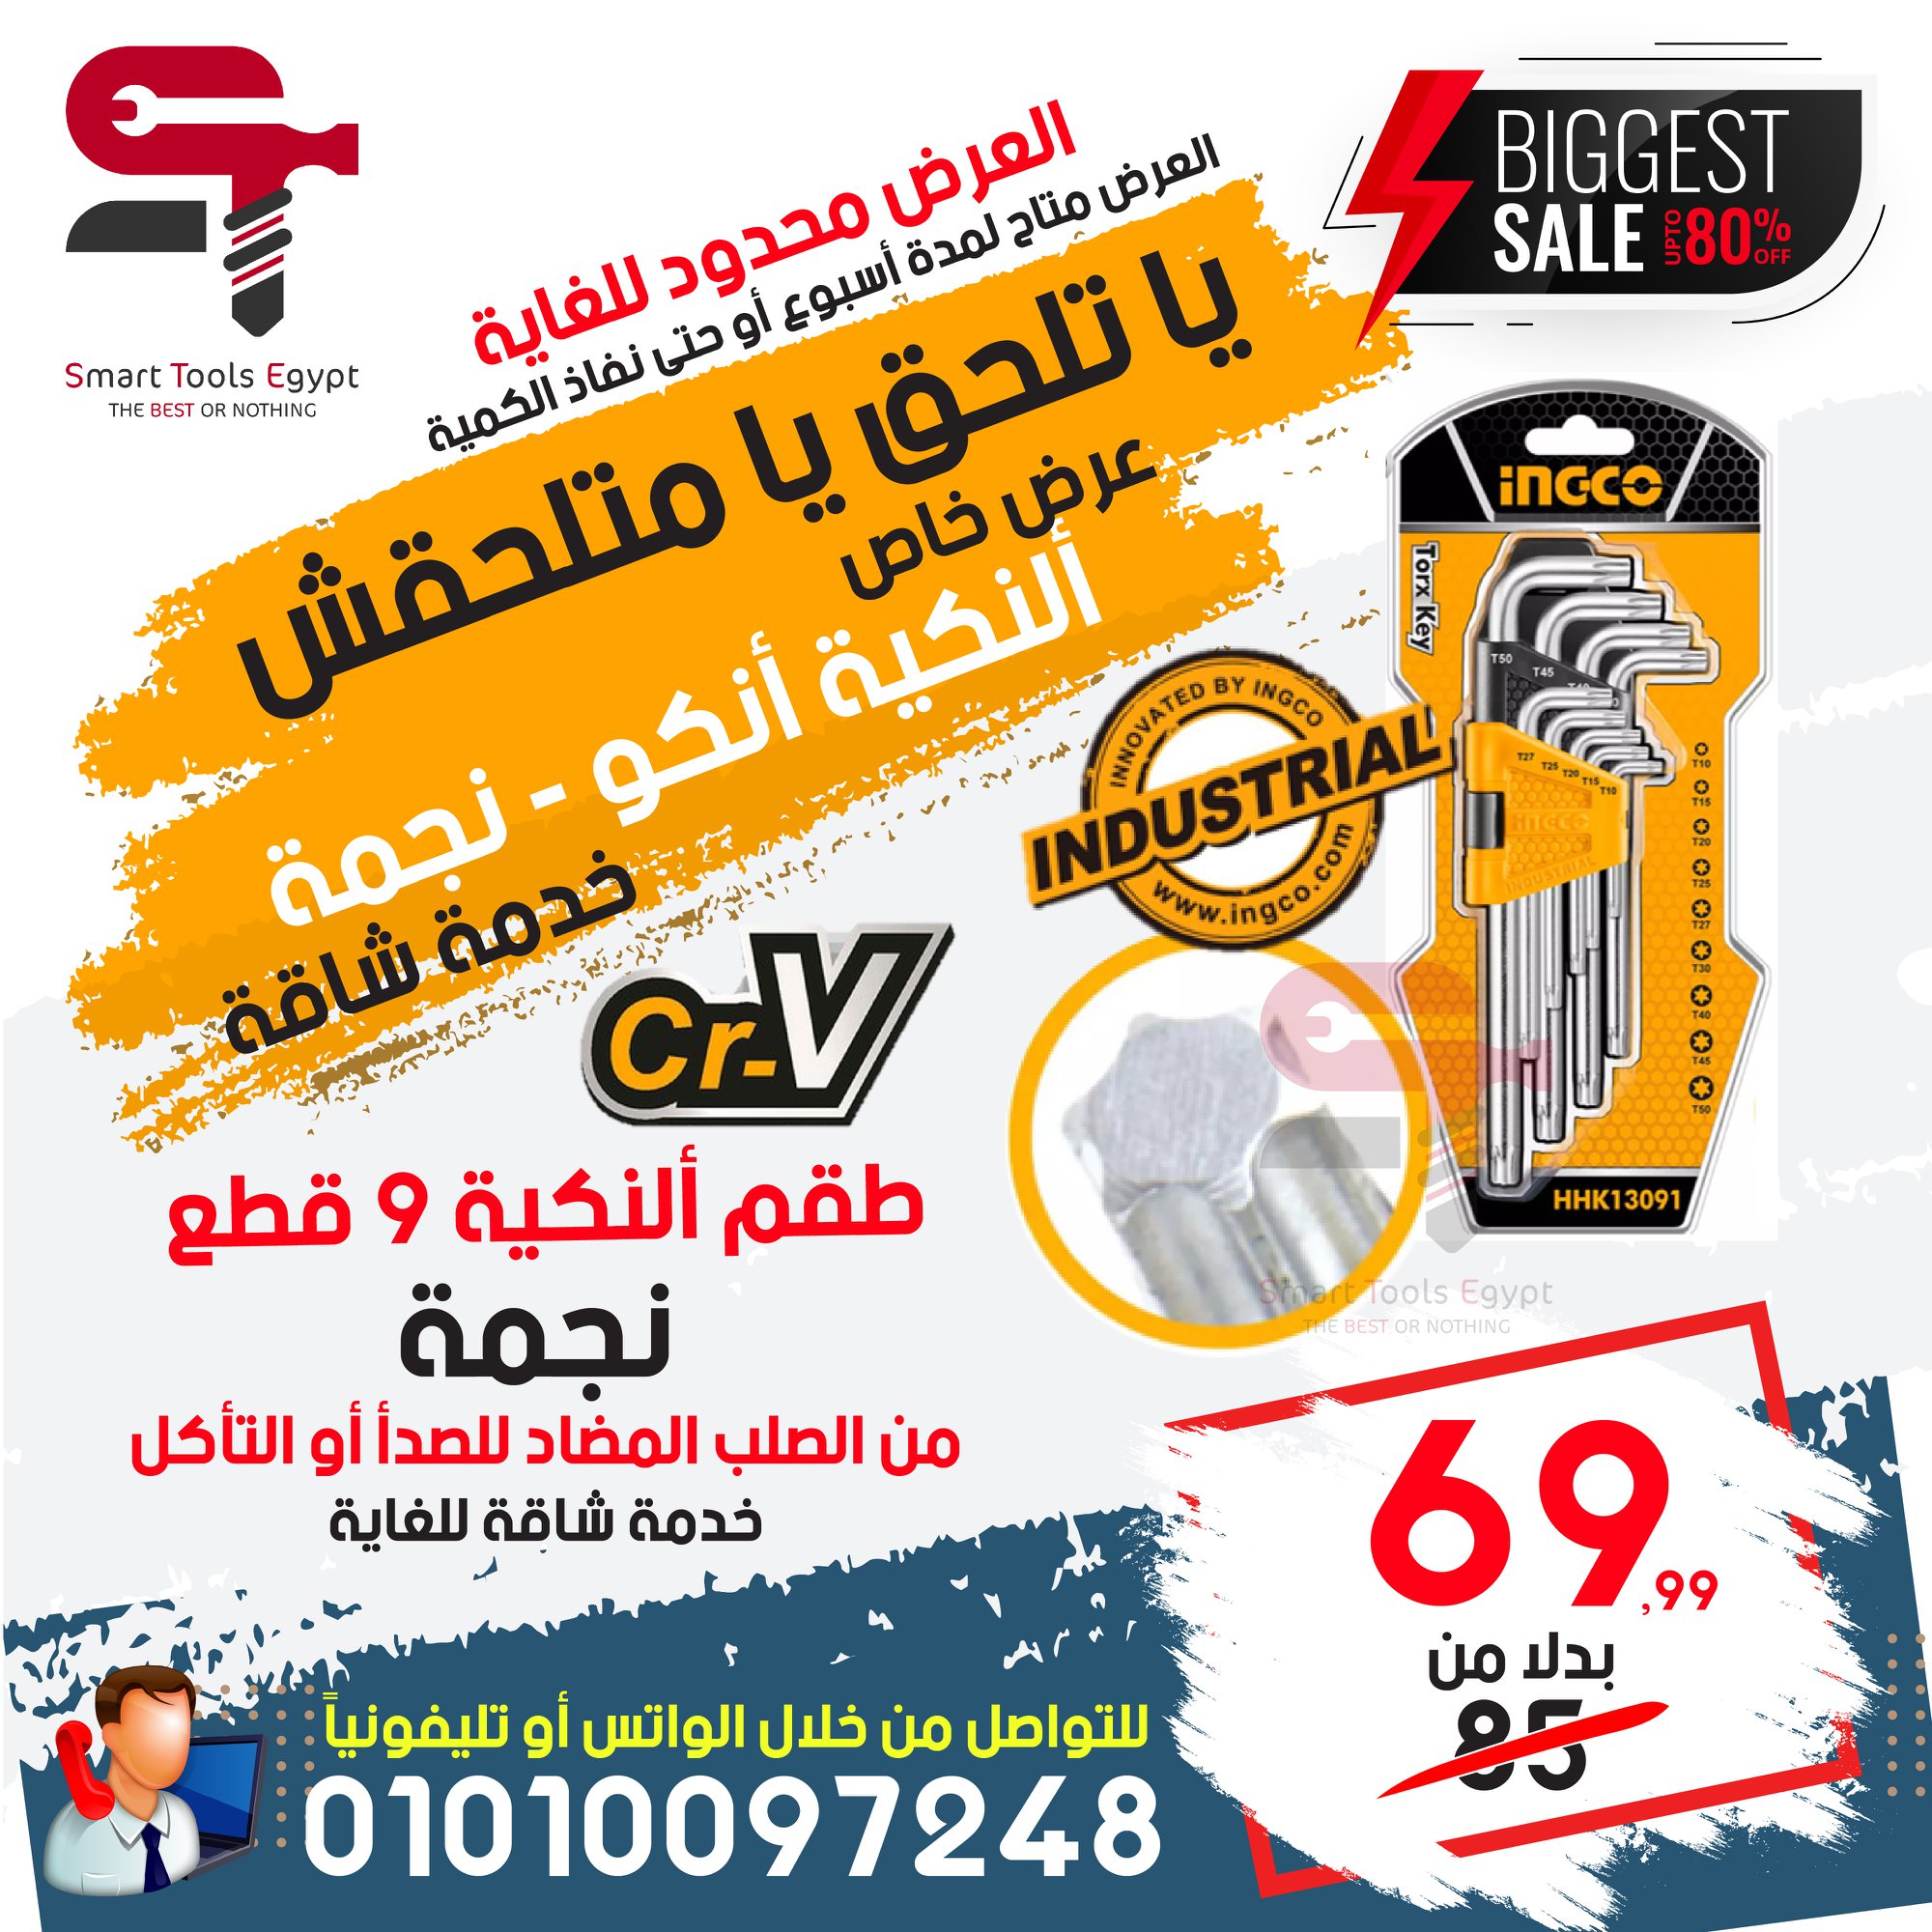 Smart Tools Egypt
THE BEST OR NOTHING
BIGGEST
SALE UPTO 80% OFF
العرض محدود للغاية
العرض متاح لمدة أسبوع أو حتى نفاذ الكمية
يا تلحق يا متلحقش
عرض خاص
ألنكية أنكو - نجمة
خدمة شاقة
INGCO
Torx Key
T50
T45
T27
T25
T20
T15
T10
INGCO
INDUSTRIAL
T10
T15
T20
T25
T27
T30
T40
T45
T50
HHK13091
INNOVATED BY INGCO
INDUSTRIAL
www.ingco.com
Cr-V
Smart Tools Egypt
THE BEST OR NOTHING
طقم ألنكية 9 قطع
نجمة
من الصلب المضاد للصدأ أو التأكل
خدمة شاقة للغاية
69,99
بدلا من
85
للتواصل من خلال الواتس أو تليفونياً
01010097248